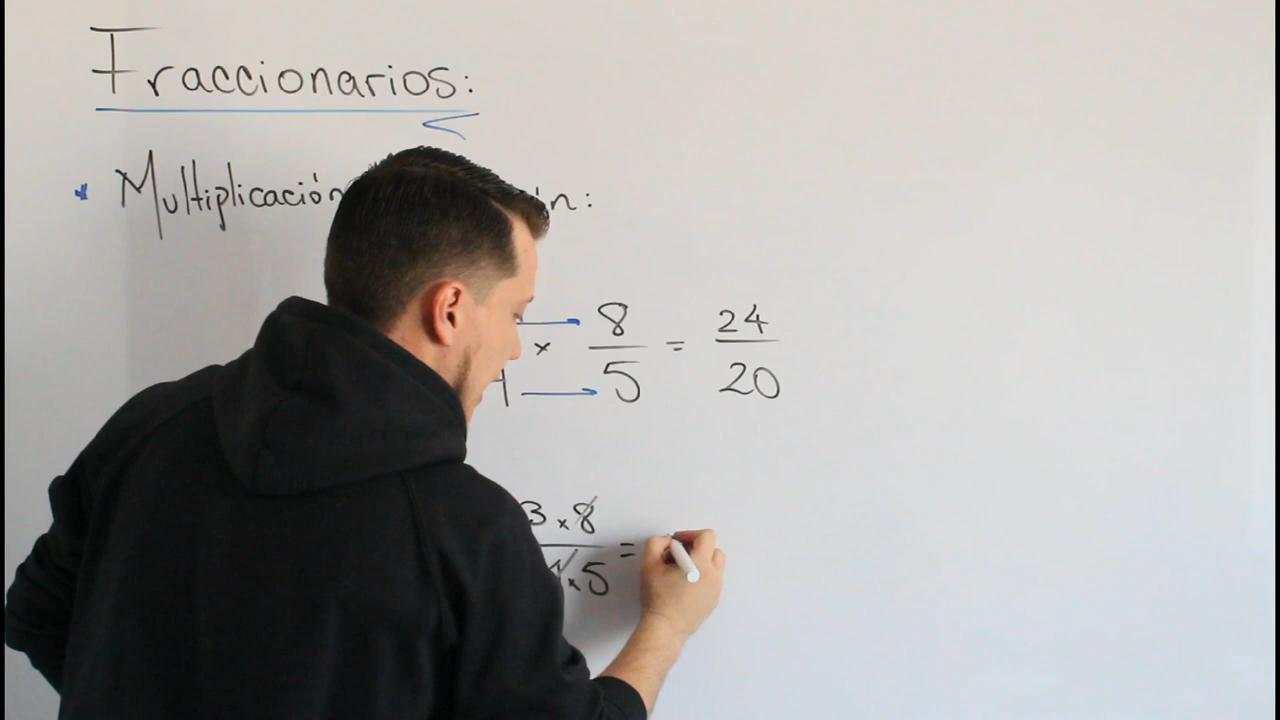 Fraccionarios:
* Multiplicación
× 8/5 = 24/20
3 × 8 / 4 × 5 =